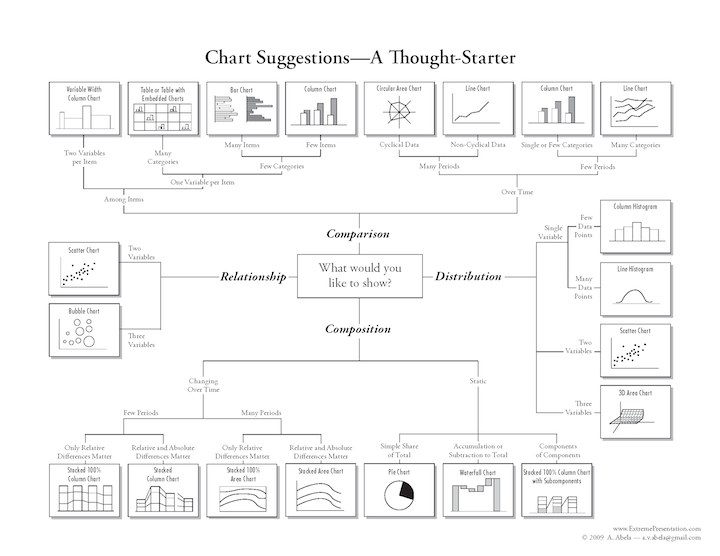 Chart Suggestions—A Thought-Starter
Variable Width
Column Chart
Table or Table with
Embedded Charts
Bar Chart
Column Chart
Circular Area Chart
Line Chart
Column Chart
Line Chart
Two Variables
per Item
Many
Categories
Many Items
Few Items
Cyclical Data
Non-Cyclical Data
Single or Few Categories
Many Categories
Few Categories
Many Periods
Few Periods
One Variable per Item
Among Items
Over Time
Comparison
What would you
like to show?
Relationship
Two
Variables
Scatter Chart
Bubble Chart
Three
Variables
Distribution
Single
Variable
Few
Data
Points
Column Histogram
Many
Data
Points
Line Histogram
Two
Variables
Scatter Chart
Three
Variables
3D Area Chart
Composition
Changing
Over Time
Static
Few Periods
Many Periods
Only Relative
Differences Matter
Relative and Absolute
Differences Matter
Only Relative
Differences Matter
Relative and Absolute
Differences Matter
Simple Share
of Total
Accumulation or
Subtraction to Total
Components
of Components
Stacked 100%
Column Chart
Stacked
Column Chart
Stacked 100%
Area Chart
Stacked Area Chart
Pie Chart
Waterfall Chart
Stacked 100% Column Chart
with Subcomponents
www.ExtremePresentation.com
© 2009 A. Abela — a.v.abela@gmail.com